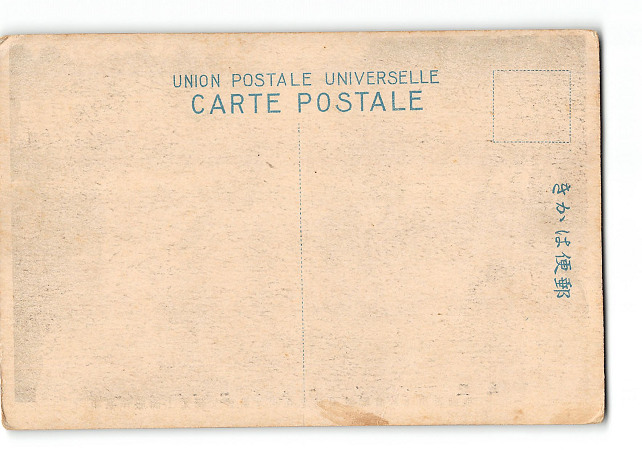 UNION POSTALE UNIVERSELLE
CARTE POSTALE
きかは便郵